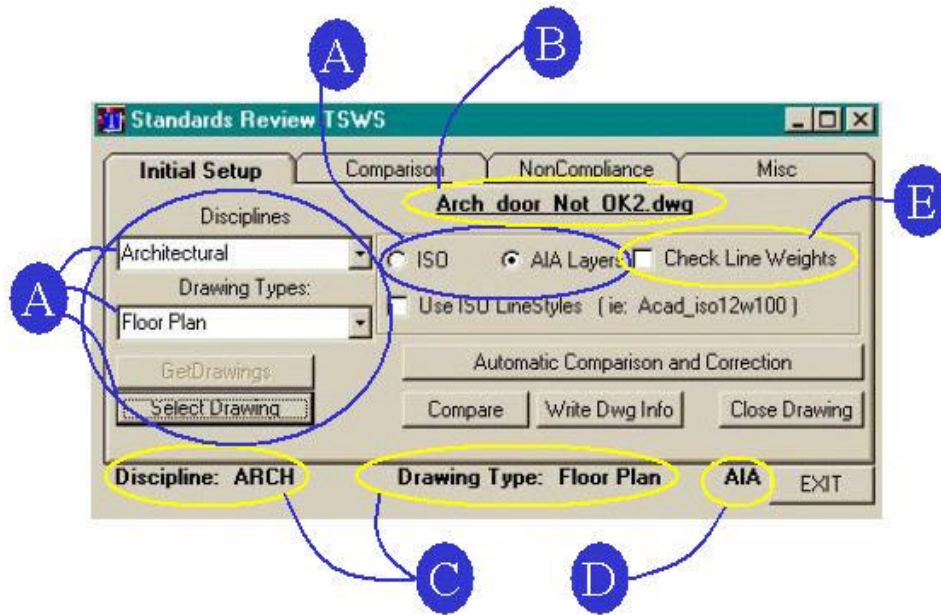 A
B
Standards Review TSWS
Initial Setup
Comparison
NonCompliance
Misc
E
Arch_door_Not_OK2.dwg
Disciplines
Architectural
ISO
AIA Layers
Check Line Weights
A
Drawing Types:
Use ISO LineStyles ( ie: Acad_iso12w100 )
Floor Plan
GetDrawings
Automatic Comparison and Correction
Select Drawing
Compare
Write Dwg Info
Close Drawing
Discipline: ARCH
Drawing Type: Floor Plan
AIA
EXIT
C
D